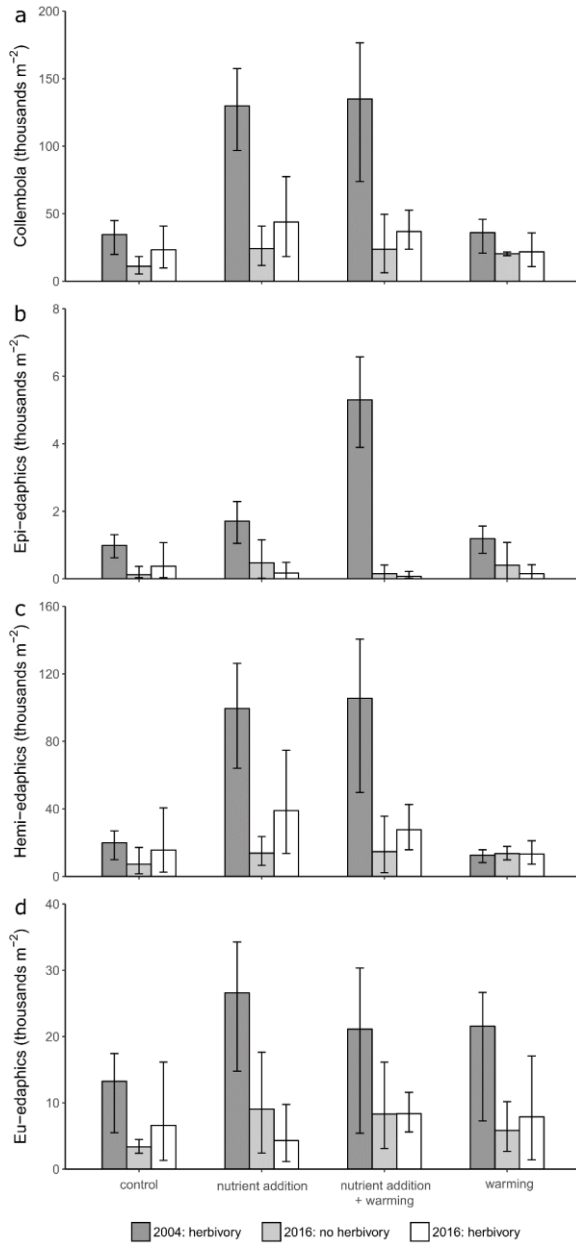 a
Collembola (thousands m⁻²)
200
150
100
50
0
b
Epi-edaphics (thousands m⁻²)
8
6
4
2
0
c
Hemi-edaphics (thousands m⁻²)
160
120
80
40
0
d
Eu-edaphics (thousands m⁻²)
40
30
20
10
0
control
nutrient addition
nutrient addition
+ warming
warming
2004: herbivory 2016: no herbivory 2016: herbivory